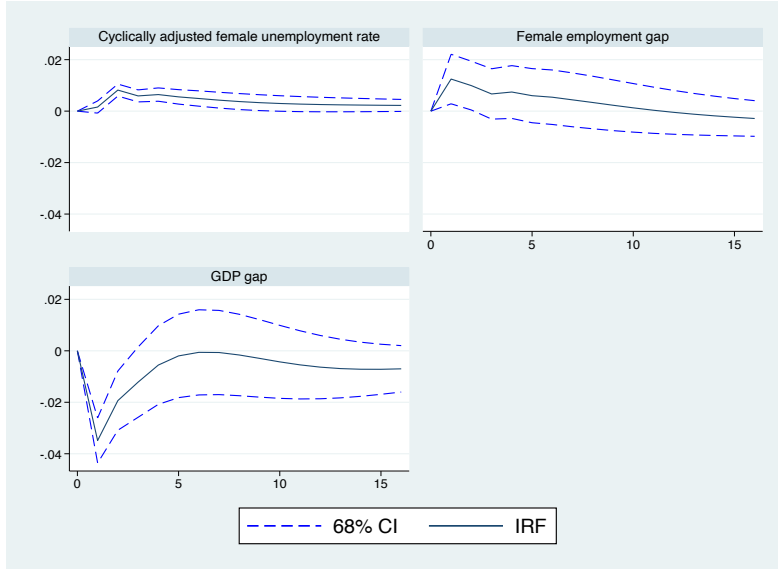 Cyclically adjusted female unemployment rate
Female employment gap
.02
0
-.02
-.04
0 5 10 15
GDP gap
.02
0
-.02
-.04
0 5 10 15
68% CI IRF